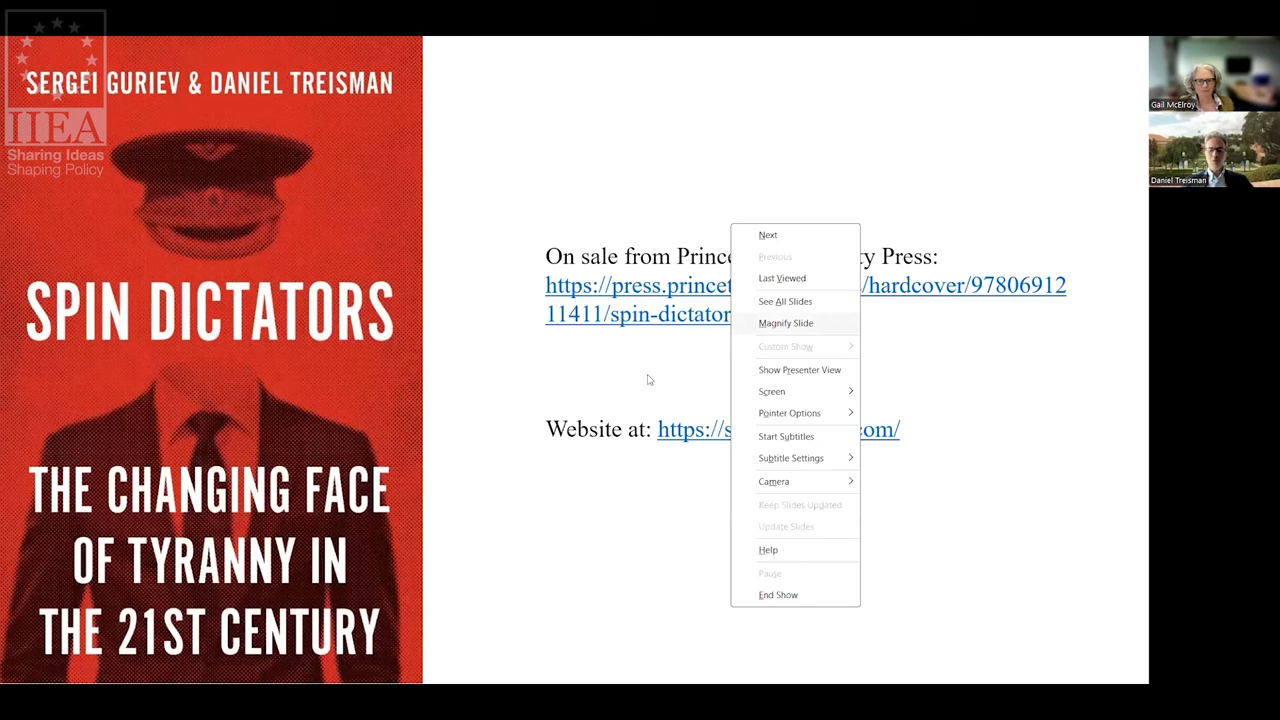 SERGEI GURIEV & DANIEL TREISMAN
IIEA
Sharing Ideas
Shaping Policy
SPIN DICTATORS
THE CHANGING FACE
OF TYRANNY IN
THE 21ST CENTURY
On sale from Prince ty Press:
https://press.princet /hardcover/97806912
11411/spin-dictator
Website at: https://s com/
Next
Previous
Last Viewed
See All Slides
Magnify Slide
Custom Show
Show Presenter View
Screen
Pointer Options
Start Subtitles
Subtitle Settings
Camera
Keep Slides Updated
Update Slides
Help
Pause
End Show
Gail McElroy
Daniel Treisman